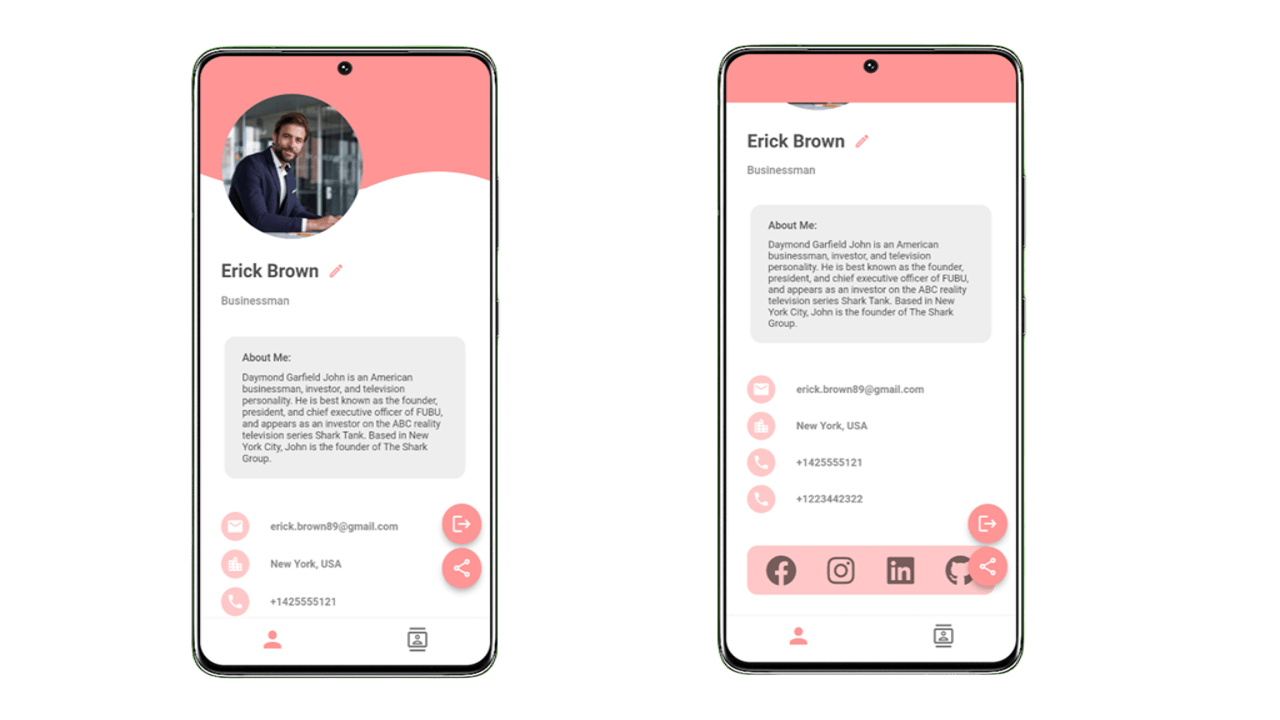 Erick Brown
Businessman
About Me:
Daymond Garfield John is an American
businessman, investor, and television
personality. He is best known as the founder,
president, and chief executive officer of FUBU,
and appears as an investor on the ABC reality
television series Shark Tank. Based in New
York City, John is the founder of The Shark
Group.
erick.brown89@gmail.com
New York, USA
+1425555121
Erick Brown
Businessman
About Me:
Daymond Garfield John is an American
businessman, investor, and television
personality. He is best known as the founder,
president, and chief executive officer of FUBU,
and appears as an investor on the ABC reality
television series Shark Tank. Based in New
York City, John is the founder of The Shark
Group.
erick.brown89@gmail.com
New York, USA
+1425555121
+1223442322